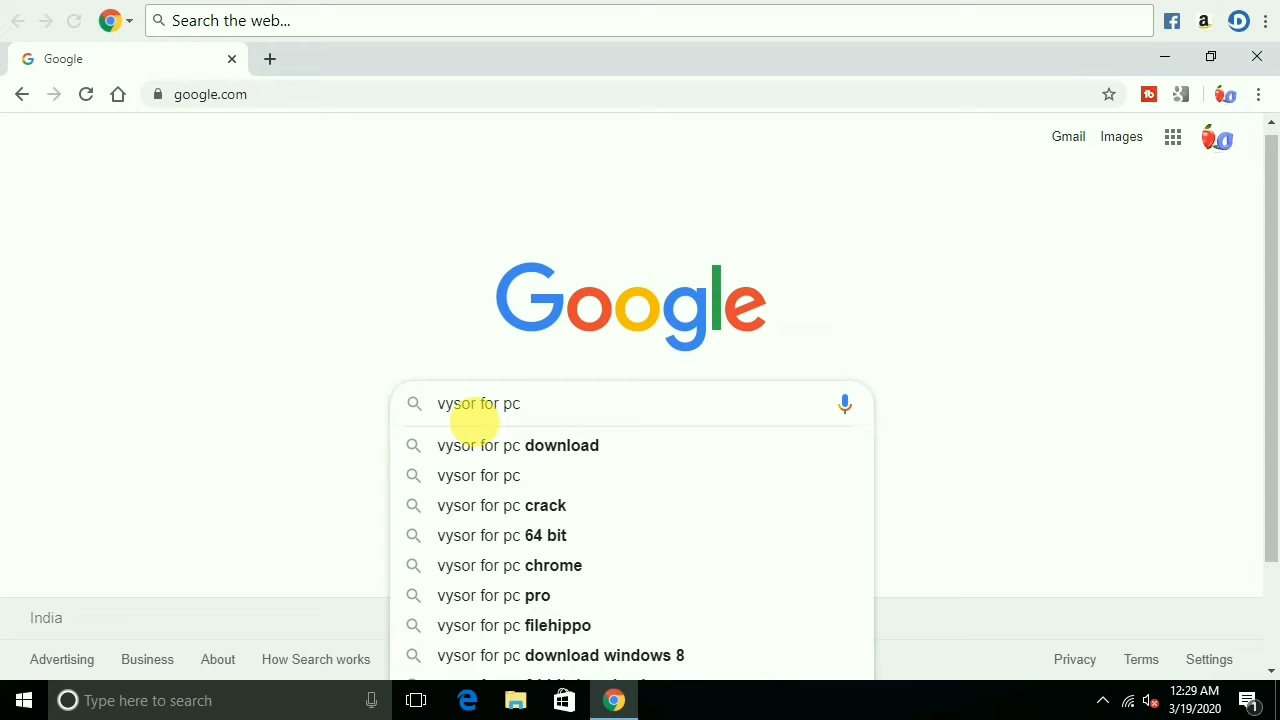 Search the web...
Google
google.com
Gmail Images
Google
vysor for pc
vysor for pc download
vysor for pc
vysor for pc crack
vysor for pc 64 bit
vysor for pc chrome
vysor for pc pro
vysor for pc filehippo
vysor for pc download windows 8
India
Advertising Business About How Search works Privacy Terms Settings
Type here to search
12:29 AM
3/19/2020